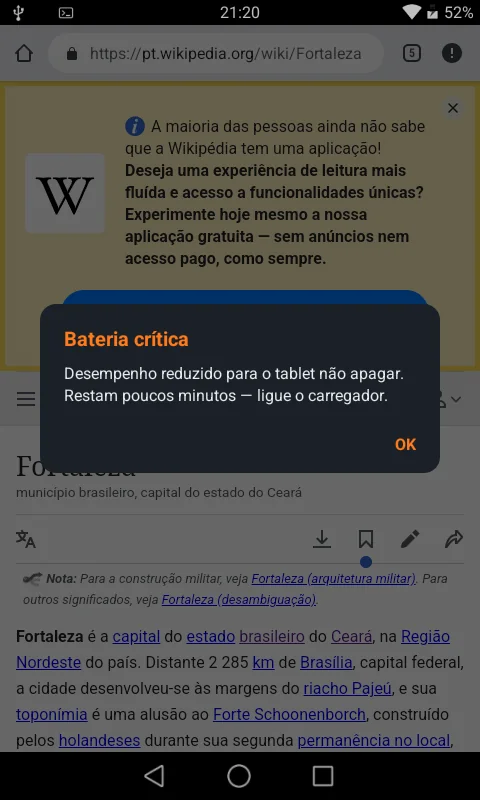 21:20
52%
https://pt.wikipedia.org/wiki/Fortaleza
5
A maioria das pessoas ainda não sabe
que a Wikipédia tem uma aplicação!
Deseja uma experiência de leitura mais
fluída e acesso a funcionalidades únicas?
Experimente hoje mesmo a nossa
aplicação gratuita — sem anúncios nem
acesso pago, como sempre.
W
Bateria crítica
Desempenho reduzido para o tablet não apagar.
Restam poucos minutos — ligue o carregador.
OK
Fortaleza
município brasileiro, capital do estado do Ceará
Nota: Para a construção militar, veja Fortaleza (arquitetura militar). Para
outros significados, veja Fortaleza (desambiguação).
Fortaleza é a capital do estado brasileiro do Ceará, na Região
Nordeste do país. Distante 2 285 km de Brasília, capital federal,
a cidade desenvolveu-se às margens do riacho Pajeú, e sua
toponímia é uma alusão ao Forte Schoonenborch, construído
pelos holandeses durante sua segunda permanência no local,